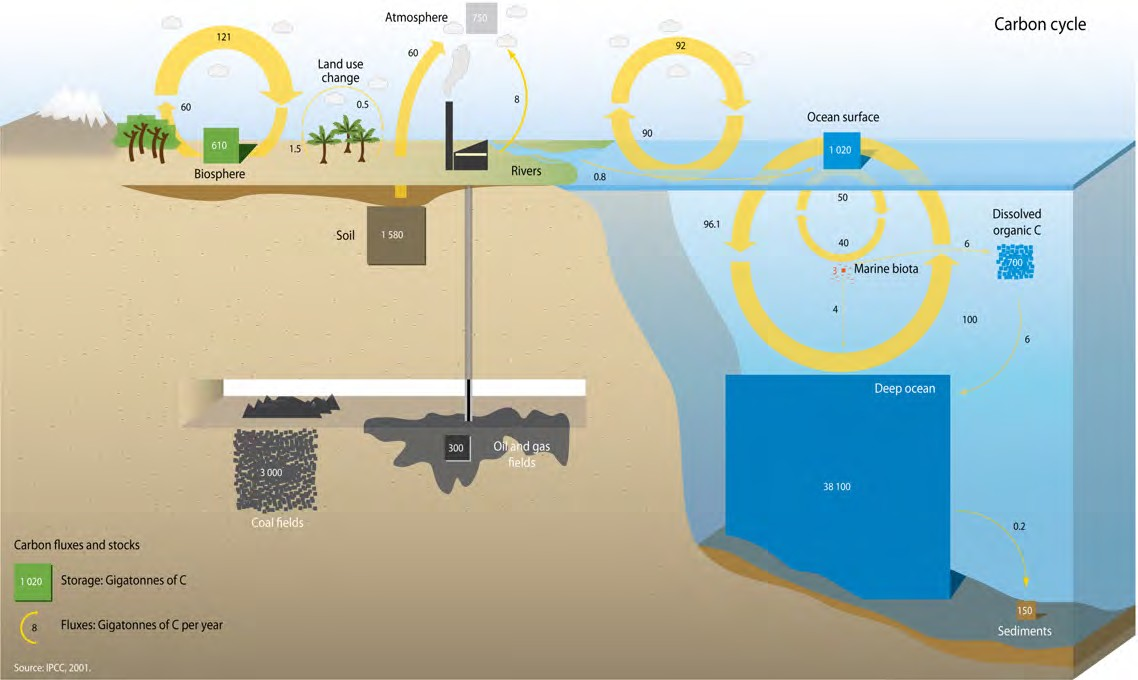 Carbon cycle
Atmosphere
750
121
60
Land use
change
0.5
60
8
92
60
610
Biosphere
1.5
90
Rivers
0.8
Ocean surface
1 020
Soil
1 580
96.1
50
40
3
Marine biota
4
6
Dissolved
organic C
700
100
6
Deep ocean
38 100
300
Oil and gas
fields
3 000
Coal fields
0.2
150
Sediments
Carbon fluxes and stocks
1 020
Storage: Gigatonnes of C
8
Fluxes: Gigatonnes of C per year
Source: IPCC, 2001.